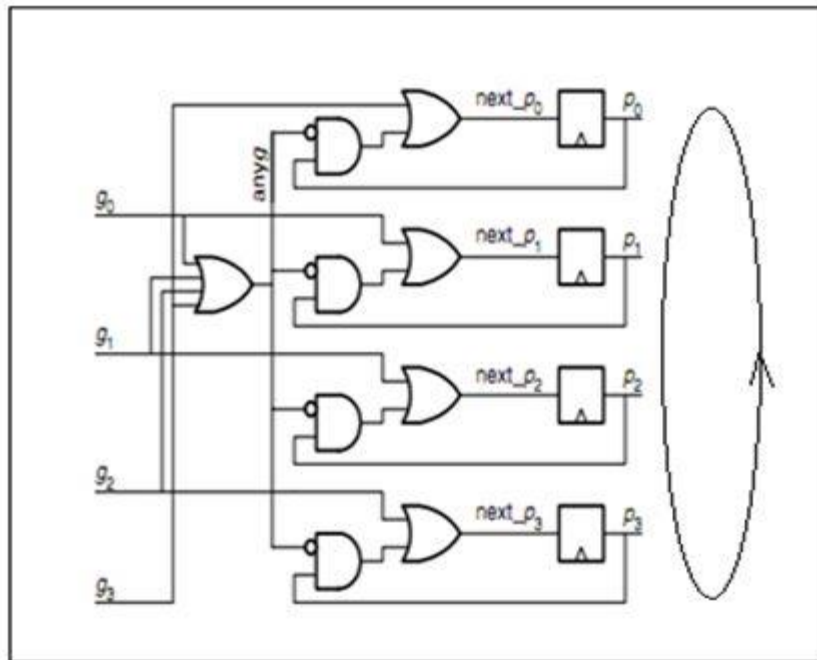 next_p0 p0
anyg
g0
next_p1 p1
g1
next_p2 p2
g2
next_p3 p3
g3